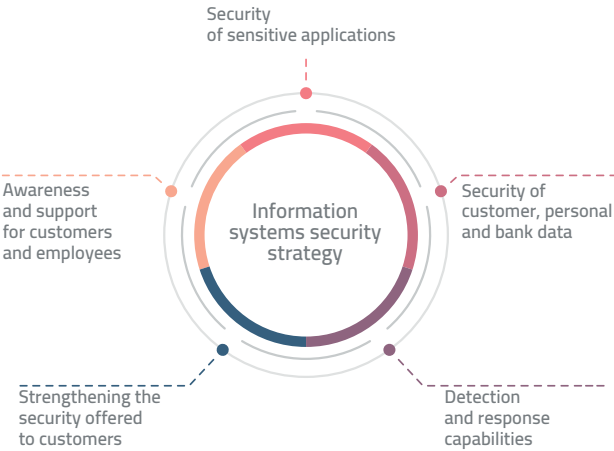 Security
of sensitive applications
Awareness
and support
for customers
and employees
Information
systems security
strategy
Security of
customer, personal
and bank data
Strengthening the
security offered
to customers
Detection
and response
capabilities